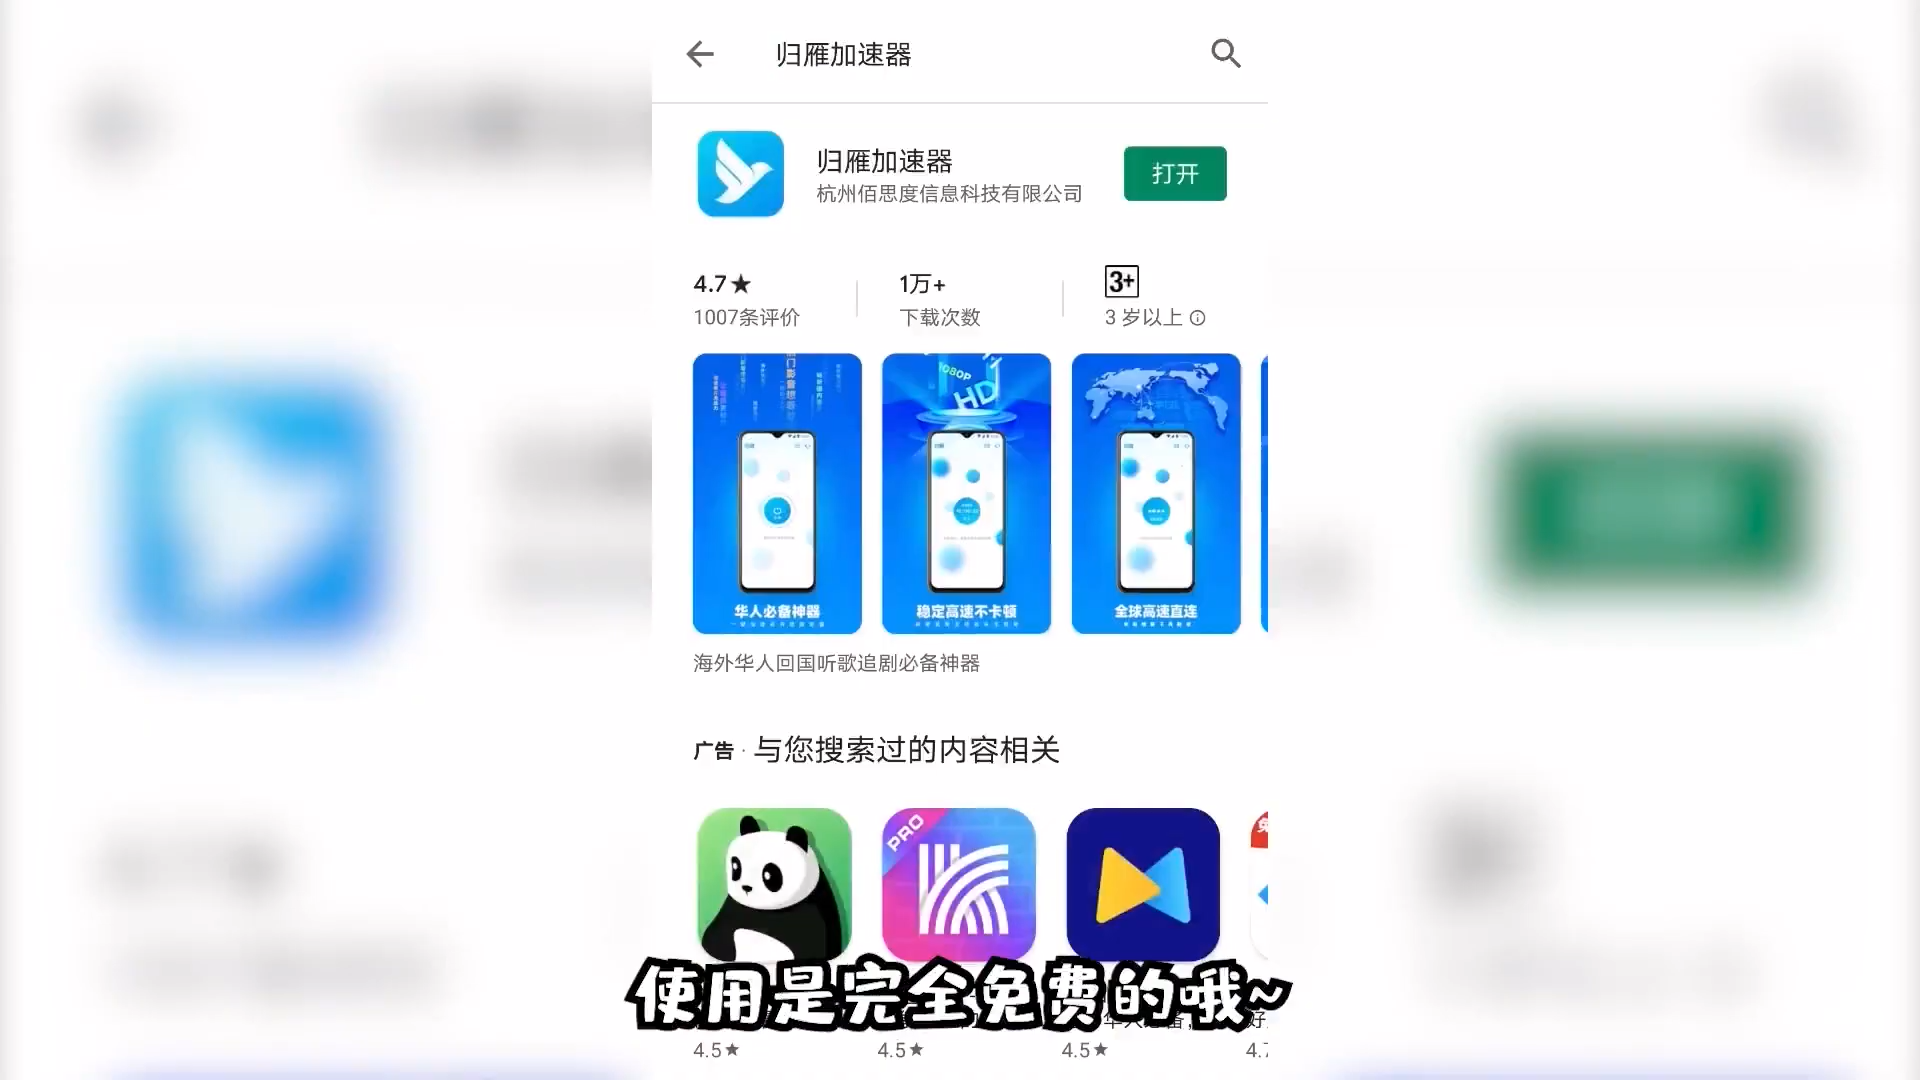 归雁加速器
归雁加速器
杭州佰思度信息科技有限公司
打开
4.7★
1007条评价
1万+
下载次数
3+
3 岁以上
1080P
HD
华人必备神器
稳定高速不卡顿
全球高速直连
海外华人回国听歌追剧必备神器
广告 · 与您搜索过的内容相关
PRO
使用是完全免费的哦~
4.5★
4.5★
4.5★
4.7